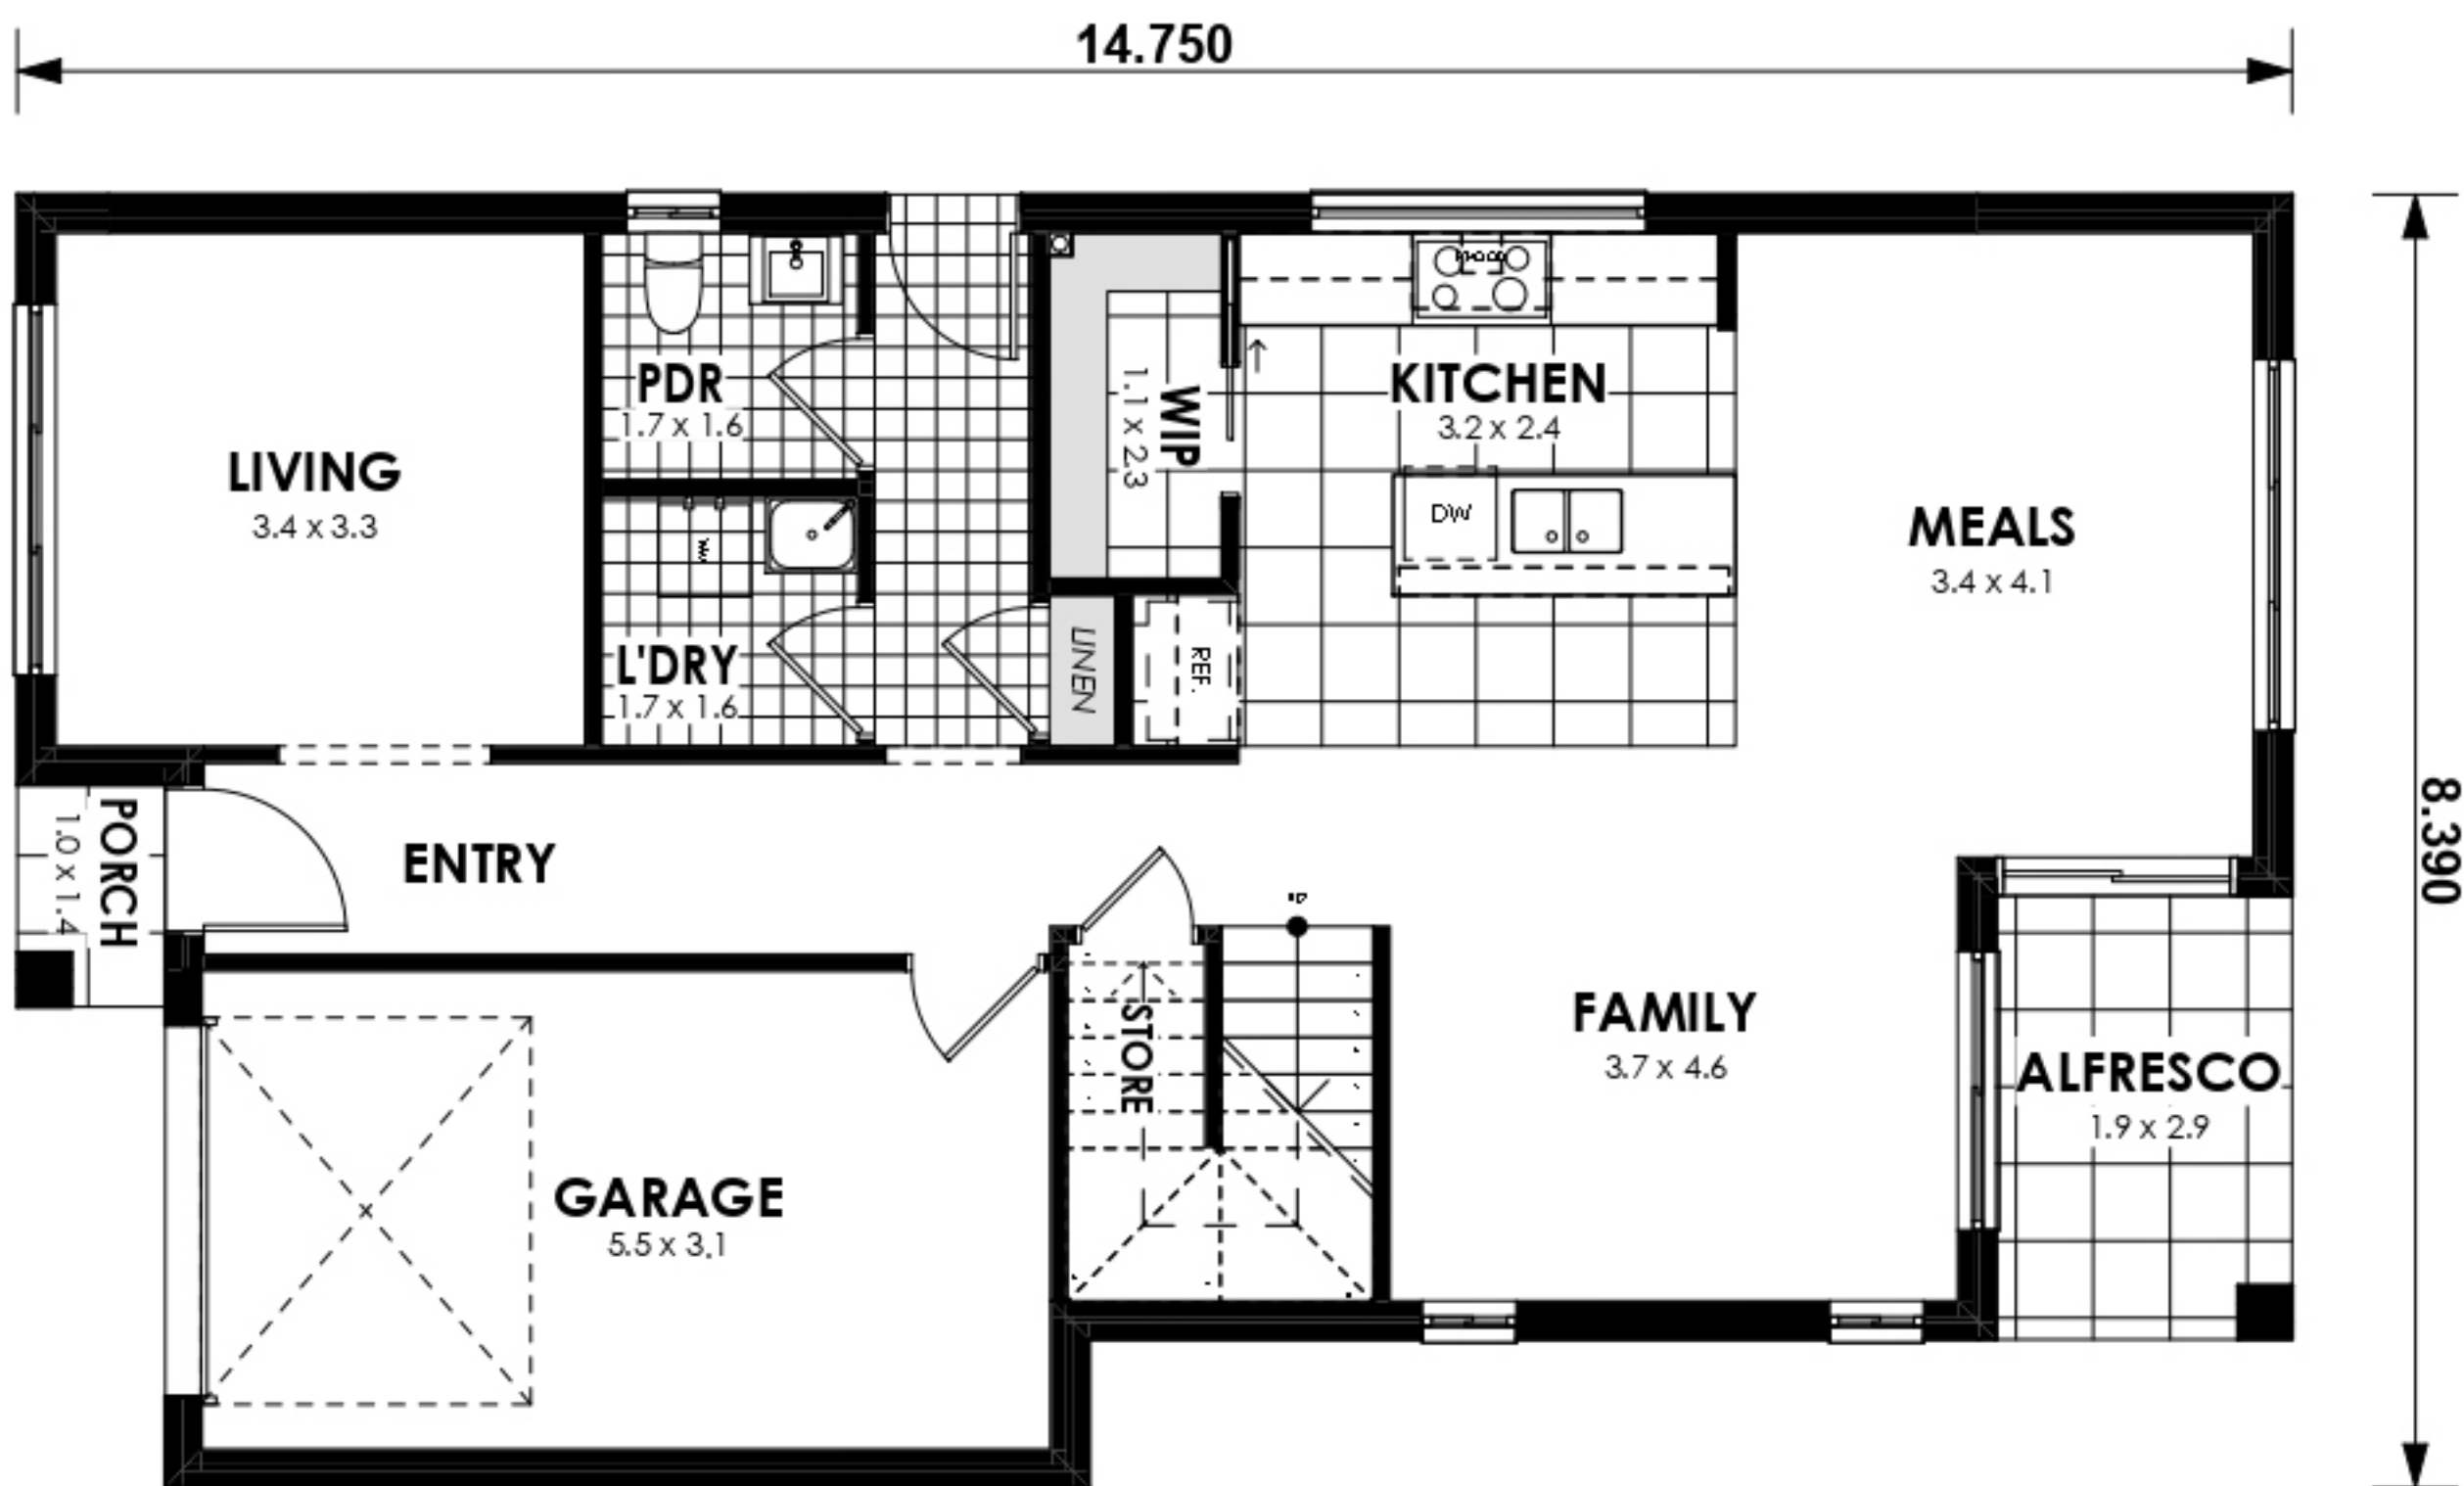 14.750
LIVING
3.4 x 3.3
PDR
1.7 x 1.6
L'DRY
1.7 x 1.6
WIP
1.1 x 2.3
LINEN
REF.
KITCHEN
3.2 x 2.4
DW
MEALS
3.4 x 4.1
8.390
PORCH
1.0 x 1.4
ENTRY
STORE
FAMILY
3.7 x 4.6
ALFRESCO
1.9 x 2.9
GARAGE
5.5 x 3.1